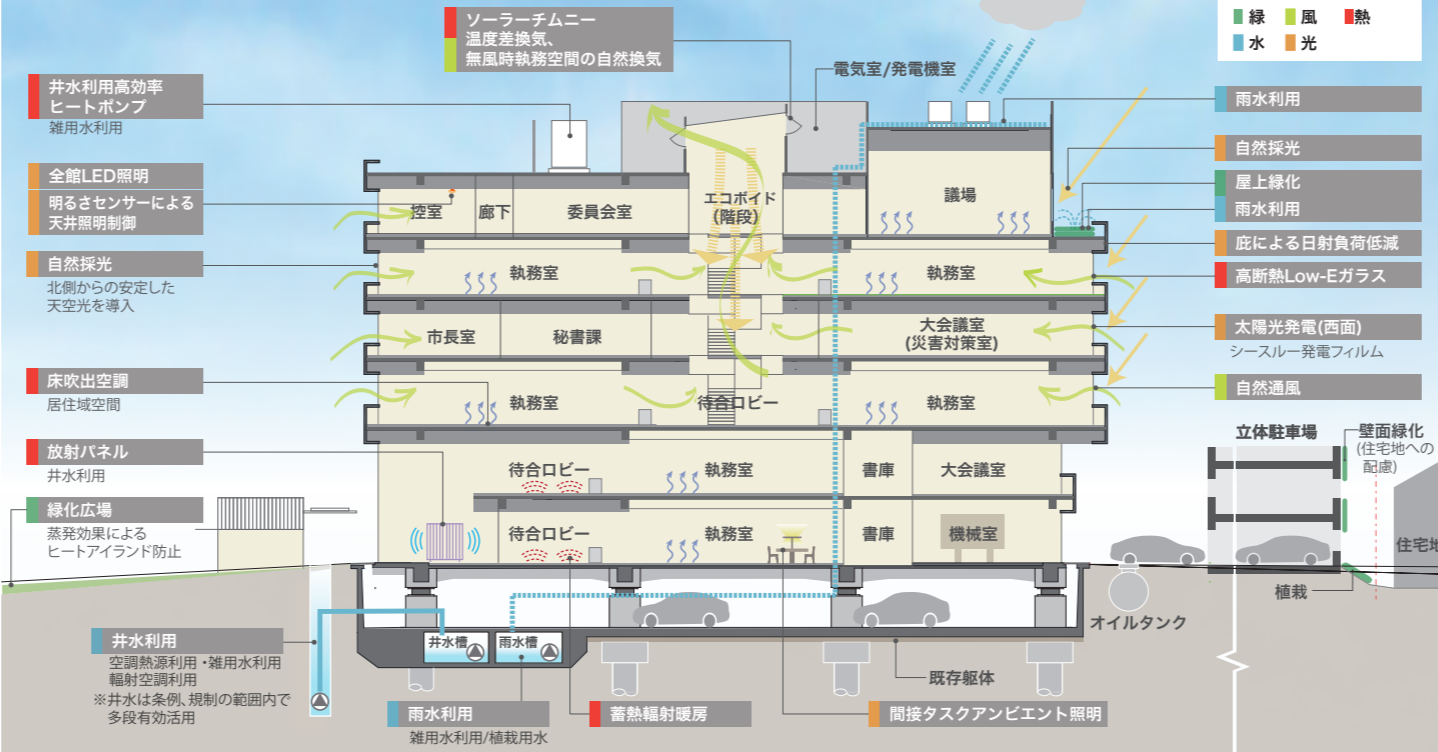 ソーラーチムニー
温度差換気、
無風時執務空間の自然換気
緑
風
熱
水
光
井水利用高効率
ヒートポンプ
雑用水利用
全館LED照明
明るさセンサーによる
天井照明制御
自然採光
北側からの安定した
天空光を導入
床吹出空調
居住域空間
放射パネル
井水利用
緑化広場
蒸発効果による
ヒートアイランド防止
電気室/発電機室
控室
廊下
委員会室
エコボイド
(階段)
議場
執務室
執務室
市長室
秘書課
大会議室
(災害対策室)
執務室
待合ロビー
執務室
待合ロビー
執務室
書庫
大会議室
待合ロビー
執務室
書庫
機械室
雨水利用
自然採光
屋上緑化
雨水利用
庇による日射負荷低減
高断熱Low-Eガラス
太陽光発電(西面)
シースルー発電フィルム
自然通風
立体駐車場
壁面緑化
(住宅地への
配慮)
住宅地
植栽
オイルタンク
井水槽
雨水槽
既存躯体
井水利用
空調熱源利用・雑用水利用
輻射空調利用
※井水は条例、規制の範囲内で
多段有効活用
雨水利用
雑用水利用/植栽用水
蓄熱輻射暖房
間接タスクアンビエント照明